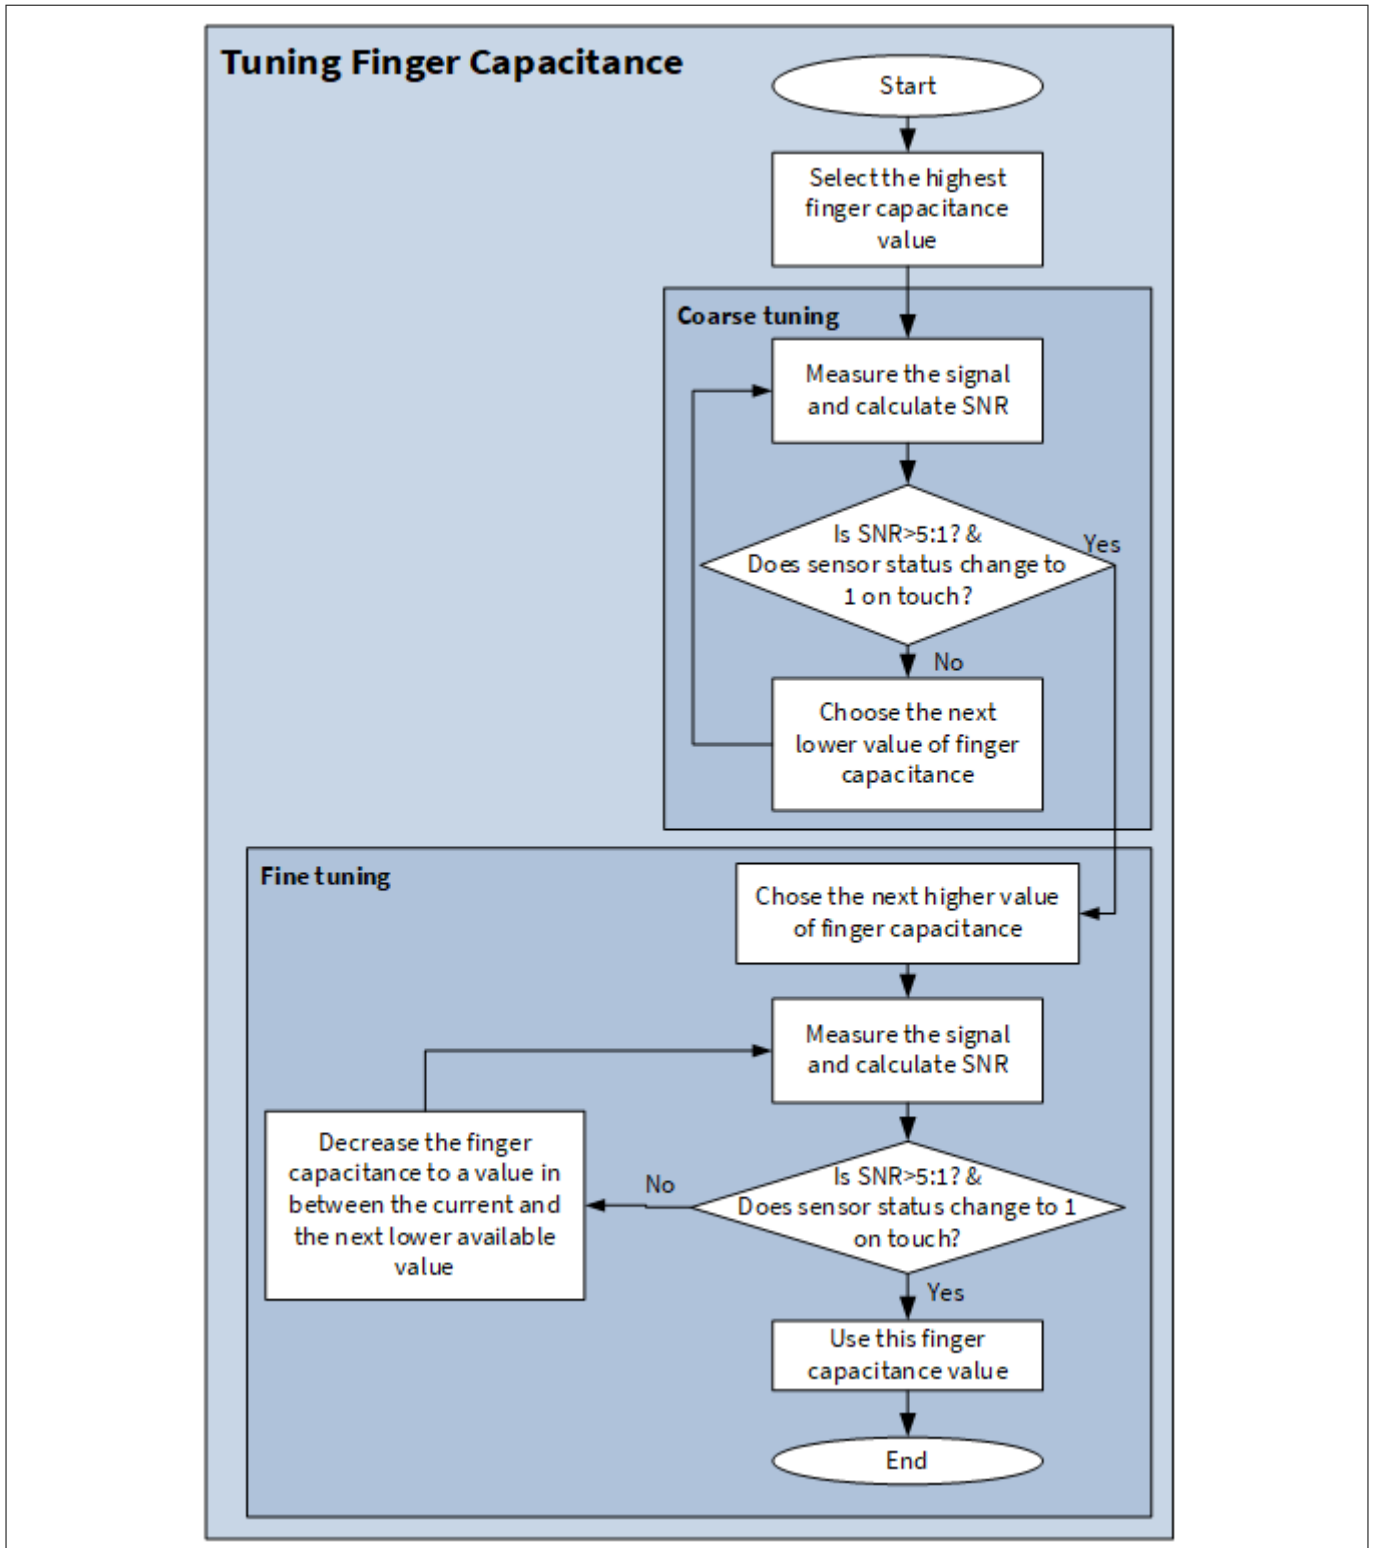 Tuning Finger Capacitance
Start
Select the highest
finger capacitance
value
Coarse tuning
Measure the signal
and calculate SNR
Is SNR>5:1? &
Does sensor status change to
1 on touch?
Yes
No
Choose the next
lower value of finger
capacitance
Fine tuning
Chose the next higher value
of finger capacitance
Measure the signal
and calculate SNR
Is SNR>5:1? &
Does sensor status change to 1
on touch?
No
Decrease the finger
capacitance to a value in
between the current and
the next lower available
value
Yes
Use this finger
capacitance value
End